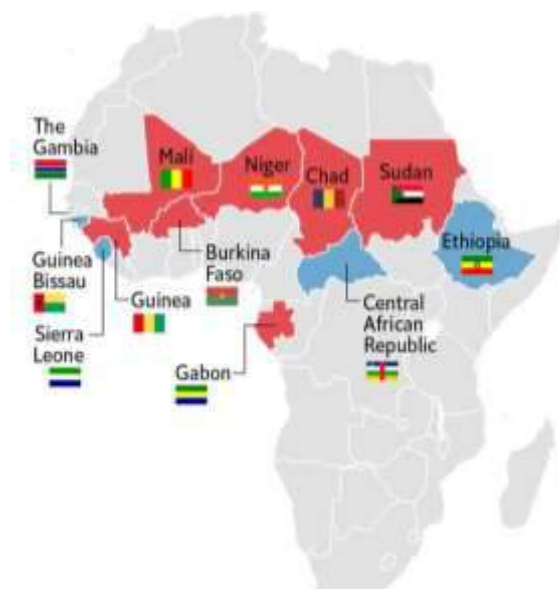 The
Gambia
Mali
Niger
Chad
Sudan
Guinea
Bissau
Guinea
Burkina
Faso
Ethiopia
Sierra
Leone
Gabon
Central
African
Republic